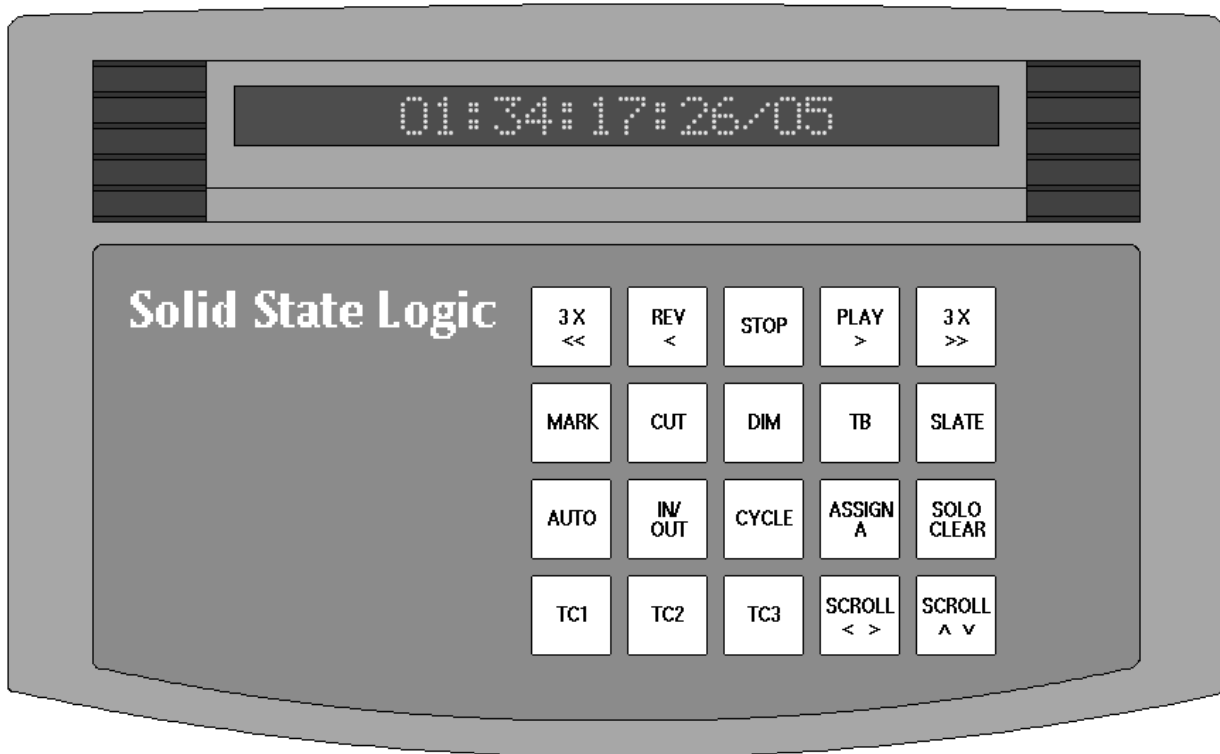 01:34:17:26/05
Solid State Logic
3X
<<
REV
<
STOP
PLAY
>
3X
>>
MARK
CUT
DIM
TB
SLATE
AUTO
IN/
OUT
CYCLE
ASSIGN
A
SOLO
CLEAR
TC1
TC2
TC3
SCROLL
< >
SCROLL
∧ ∨